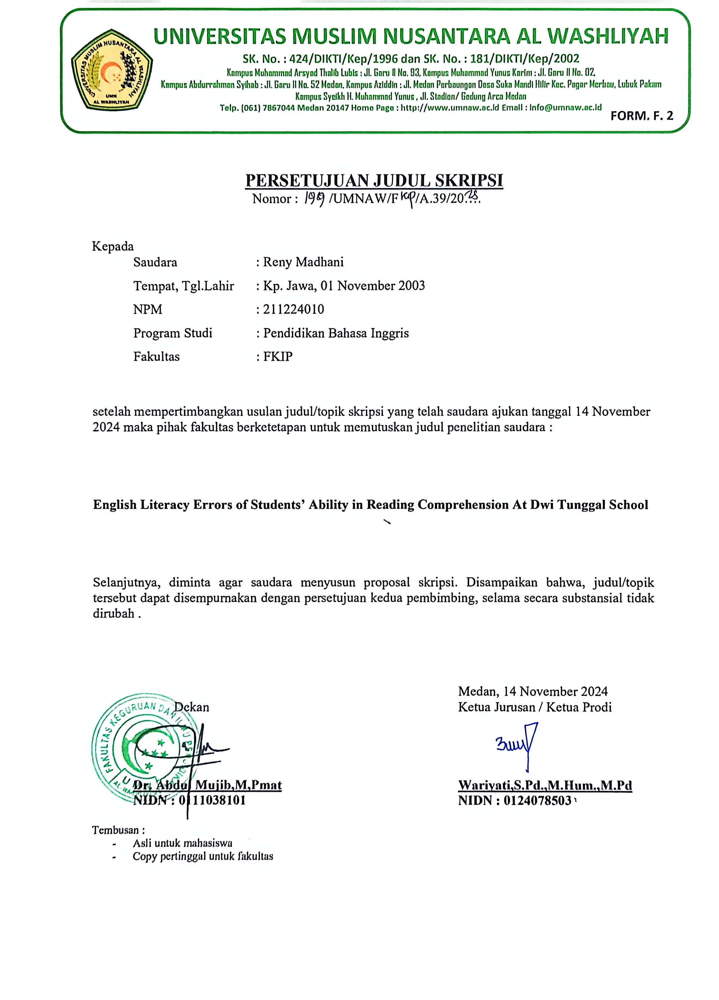 UNIVERSITAS MUSLIM NUSANTARA AL WASHLIYAH
SK. No. : 424/DIKTI/Kep/1996 dan SK. No. : 181/DIKTI/Kep/2002
Kampus Muhammad Arsyad Thalib Lubis : Jl. Garu II No. 93, Kampus Muhammad Yunus Karim : Jl. Garu II No. 02,
Kampus Abdurrahman Syihab : Jl. Garu II No. 52 Medan, Kampus Aziddin : Jl. Medan Perbaungan Desa Suka Mandi Hilir Kec. Pagar Merbau, Lubuk Pakam
Kampus Syeikh H. Muhammad Yunus , Jl. Stadion/ Gedung Arca Medan
Telp. (061) 7867044 Medan 20147 Home Page : http://www.umnaw.ac.id Email : Info@umnaw.ac.id
FORM. F. 2
UNIVERSITAS MUSLIM NUSANTARA AL WASHLIYAH
UMN
AL WASHLIYAH
PERSETUJUAN JUDUL SKRIPSI
Nomor : 199 /UMNAW/FKIP/A.39/2025
Kepada
Saudara : Reny Madhani
Tempat, Tgl.Lahir : Kp. Jawa, 01 November 2003
NPM : 211224010
Program Studi : Pendidikan Bahasa Inggris
Fakultas : FKIP
setelah mempertimbangkan usulan judul/topik skripsi yang telah saudara ajukan tanggal 14 November
2024 maka pihak fakultas berketetapan untuk memutuskan judul penelitian saudara :
English Literacy Errors of Students’ Ability in Reading Comprehension At Dwi Tunggal School
Selanjutnya, diminta agar saudara menyusun proposal skripsi. Disampaikan bahwa, judul/topik
tersebut dapat disempurnakan dengan persetujuan kedua pembimbing, selama secara substansial tidak
dirubah .
Medan, 14 November 2024
Dekan Ketua Jurusan / Ketua Prodi
FAKULTAS KEGURUAN DAN ILMU
Dr. Abdul Mujib,M,Pmat Wariyati,S.Pd.,M.Hum.,M.Pd
NIDN : 0111038101 NIDN : 0124078503
Tembusan :
- Asli untuk mahasiswa
- Copy pertinggal untuk fakultas